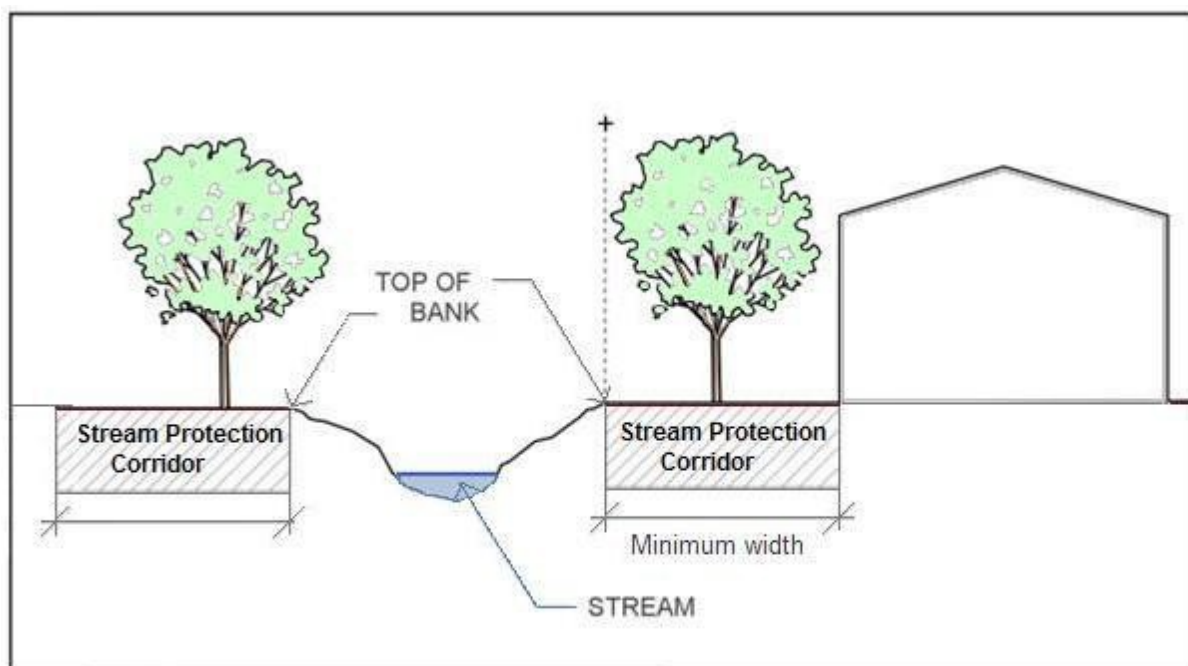 TOP OF
BANK
Stream Protection
Corridor
Stream Protection
Corridor
Minimum width
STREAM